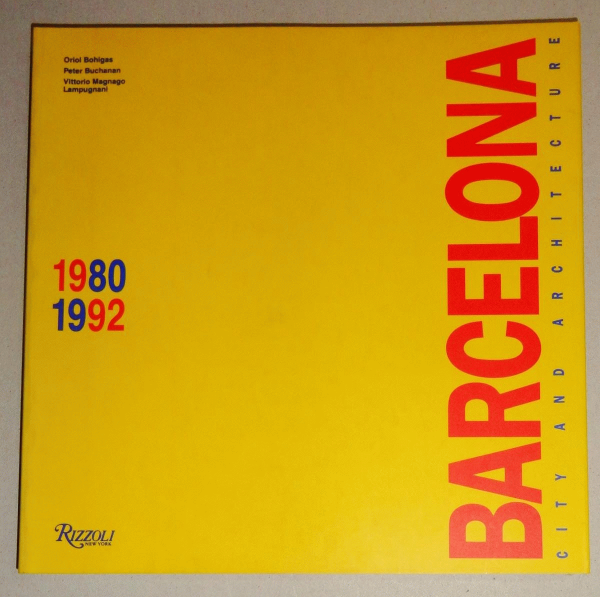 Oriol Bohigas
Peter Buchanan
Vittorio Magnago
Lampugnani
1980
1992
BARCELONA
CITY AND ARCHITECTURE
RIZZOLI
NEW YORK